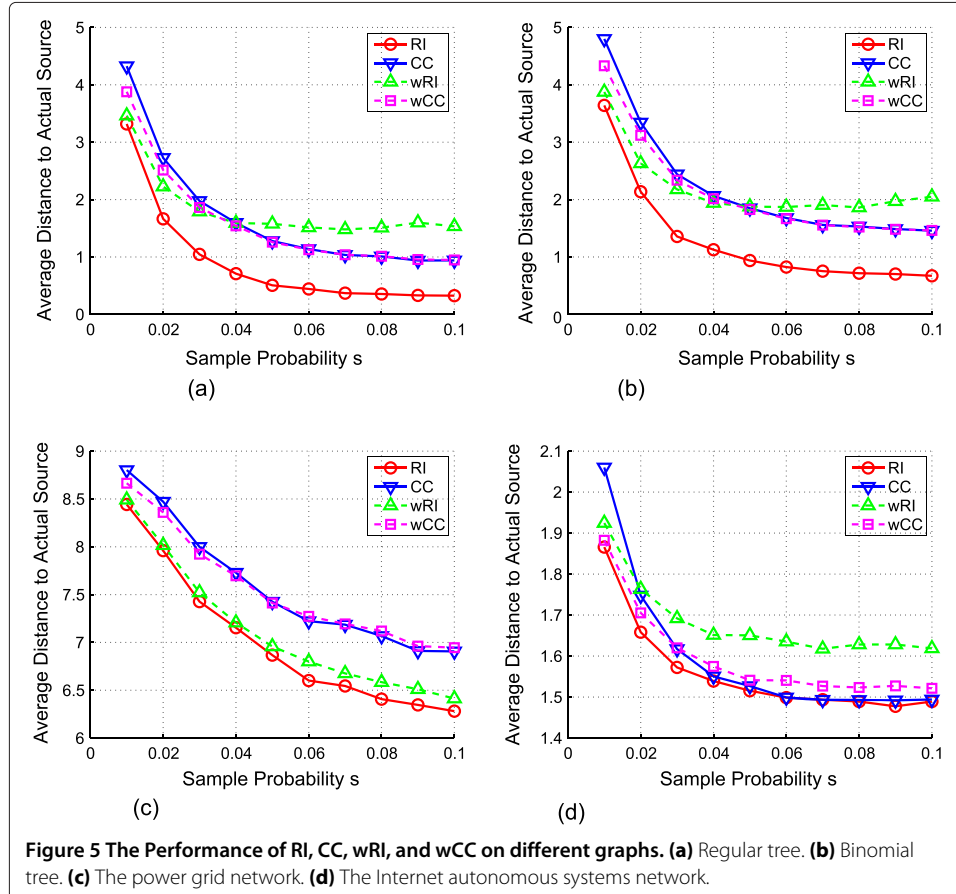 5
4
3
2
1
0
Average Distance to Actual Source
RI
CC
wRI
wCC
0 0.02 0.04 0.06 0.08 0.1
Sample Probability s
(a)
5
4
3
2
1
0
Average Distance to Actual Source
RI
CC
wRI
wCC
0 0.02 0.04 0.06 0.08 0.1
Sample Probability s
(b)
9
8.5
8
7.5
7
6.5
6
Average Distance to Actual Source
RI
CC
wRI
wCC
0 0.02 0.04 0.06 0.08 0.1
Sample Probability s
(c)
2.1
2
1.9
1.8
1.7
1.6
1.5
1.4
Average Distance to Actual Source
RI
CC
wRI
wCC
0 0.02 0.04 0.06 0.08 0.1
Sample Probability s
(d)
Figure 5 The Performance of RI, CC, wRI, and wCC on different graphs. (a) Regular tree. (b) Binomial
tree. (c) The power grid network. (d) The Internet autonomous systems network.